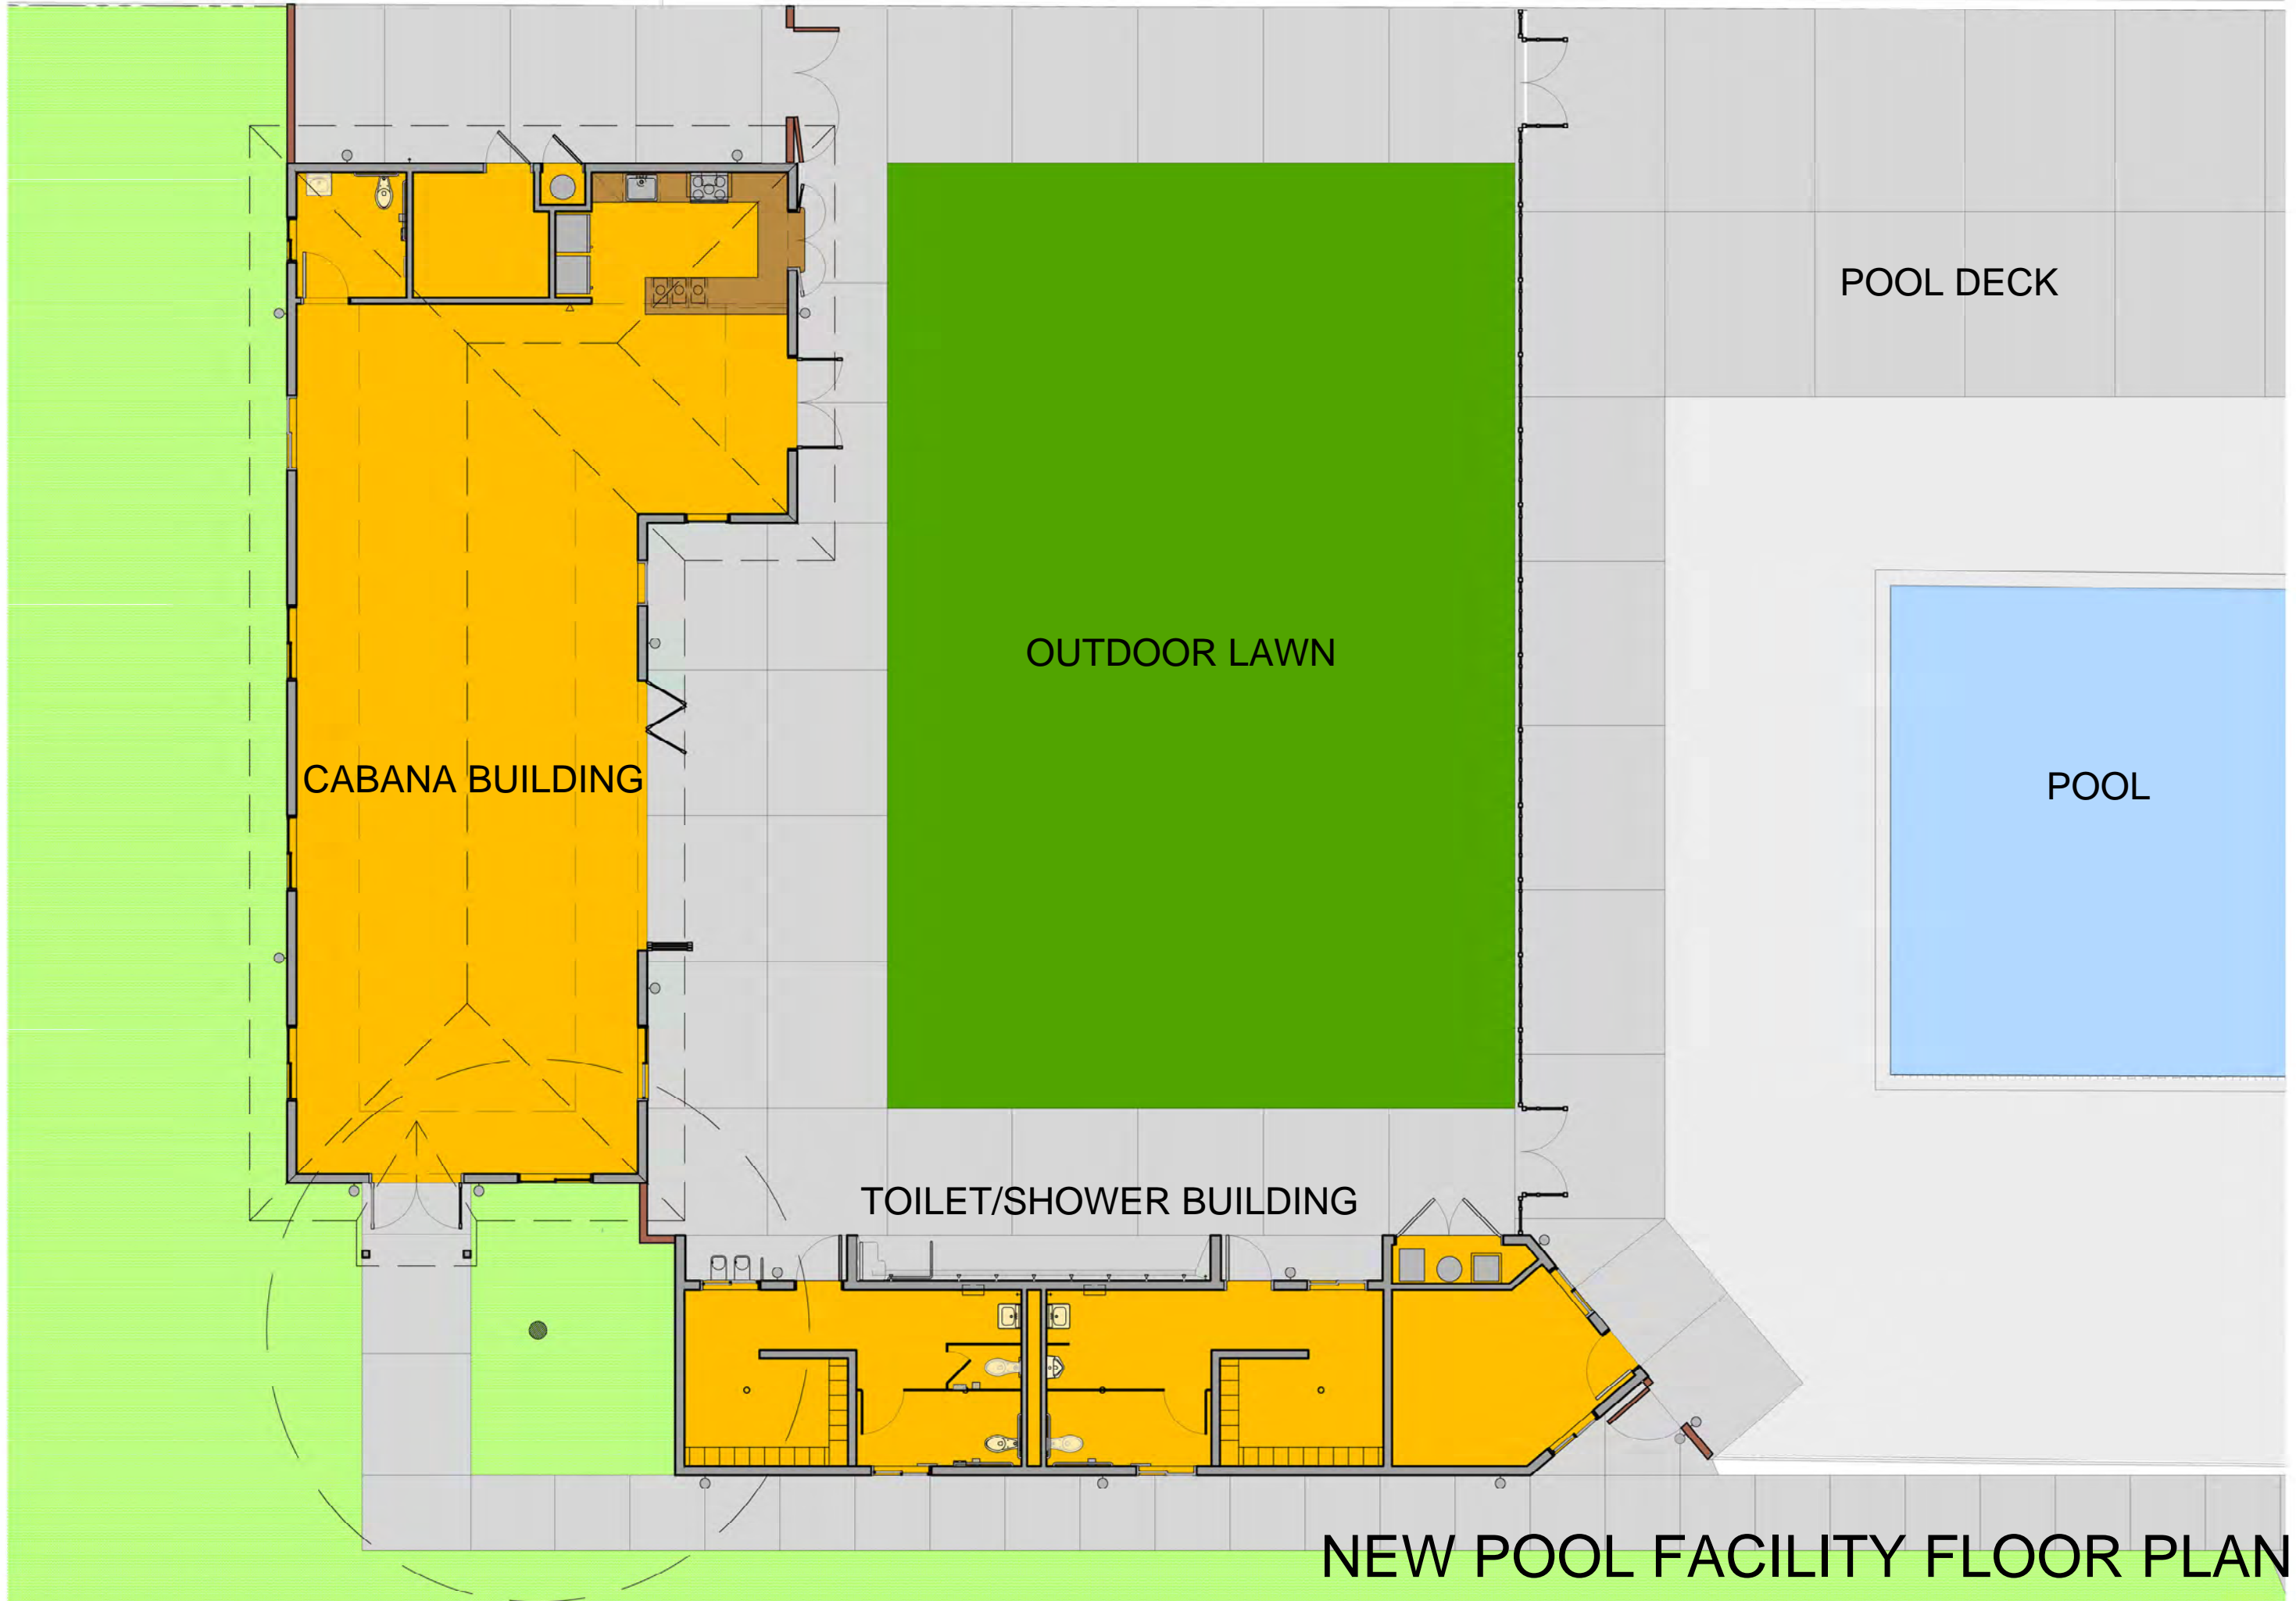 POOL DECK
OUTDOOR LAWN
CABANA BUILDING
POOL
TOILET/SHOWER BUILDING
NEW POOL FACILITY FLOOR PLAN